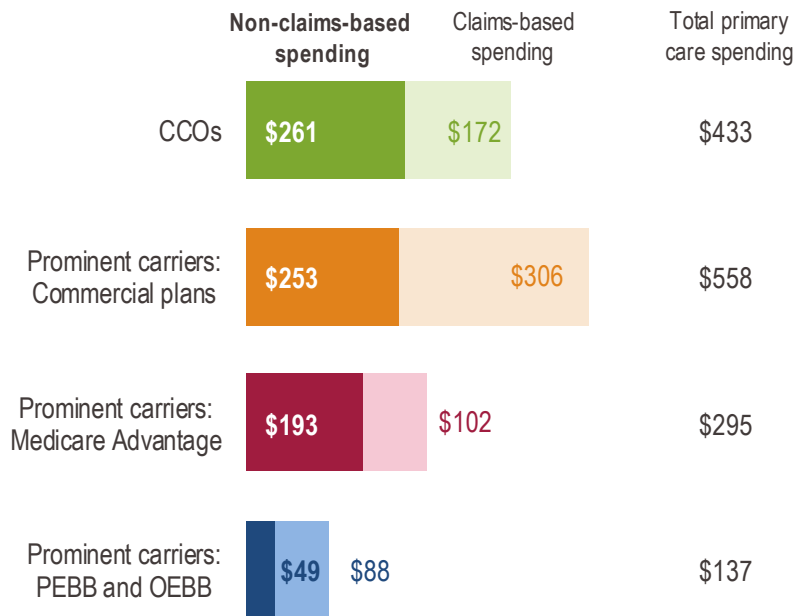 Non-claims-based
spending
Claims-based
spending
Total primary
care spending
CCOs
$261
$172
$433
Prominent carriers:
Commercial plans
$253
$306
$558
Prominent carriers:
Medicare Advantage
$193
$102
$295
Prominent carriers:
PEBB and OEBB
$49
$88
$137